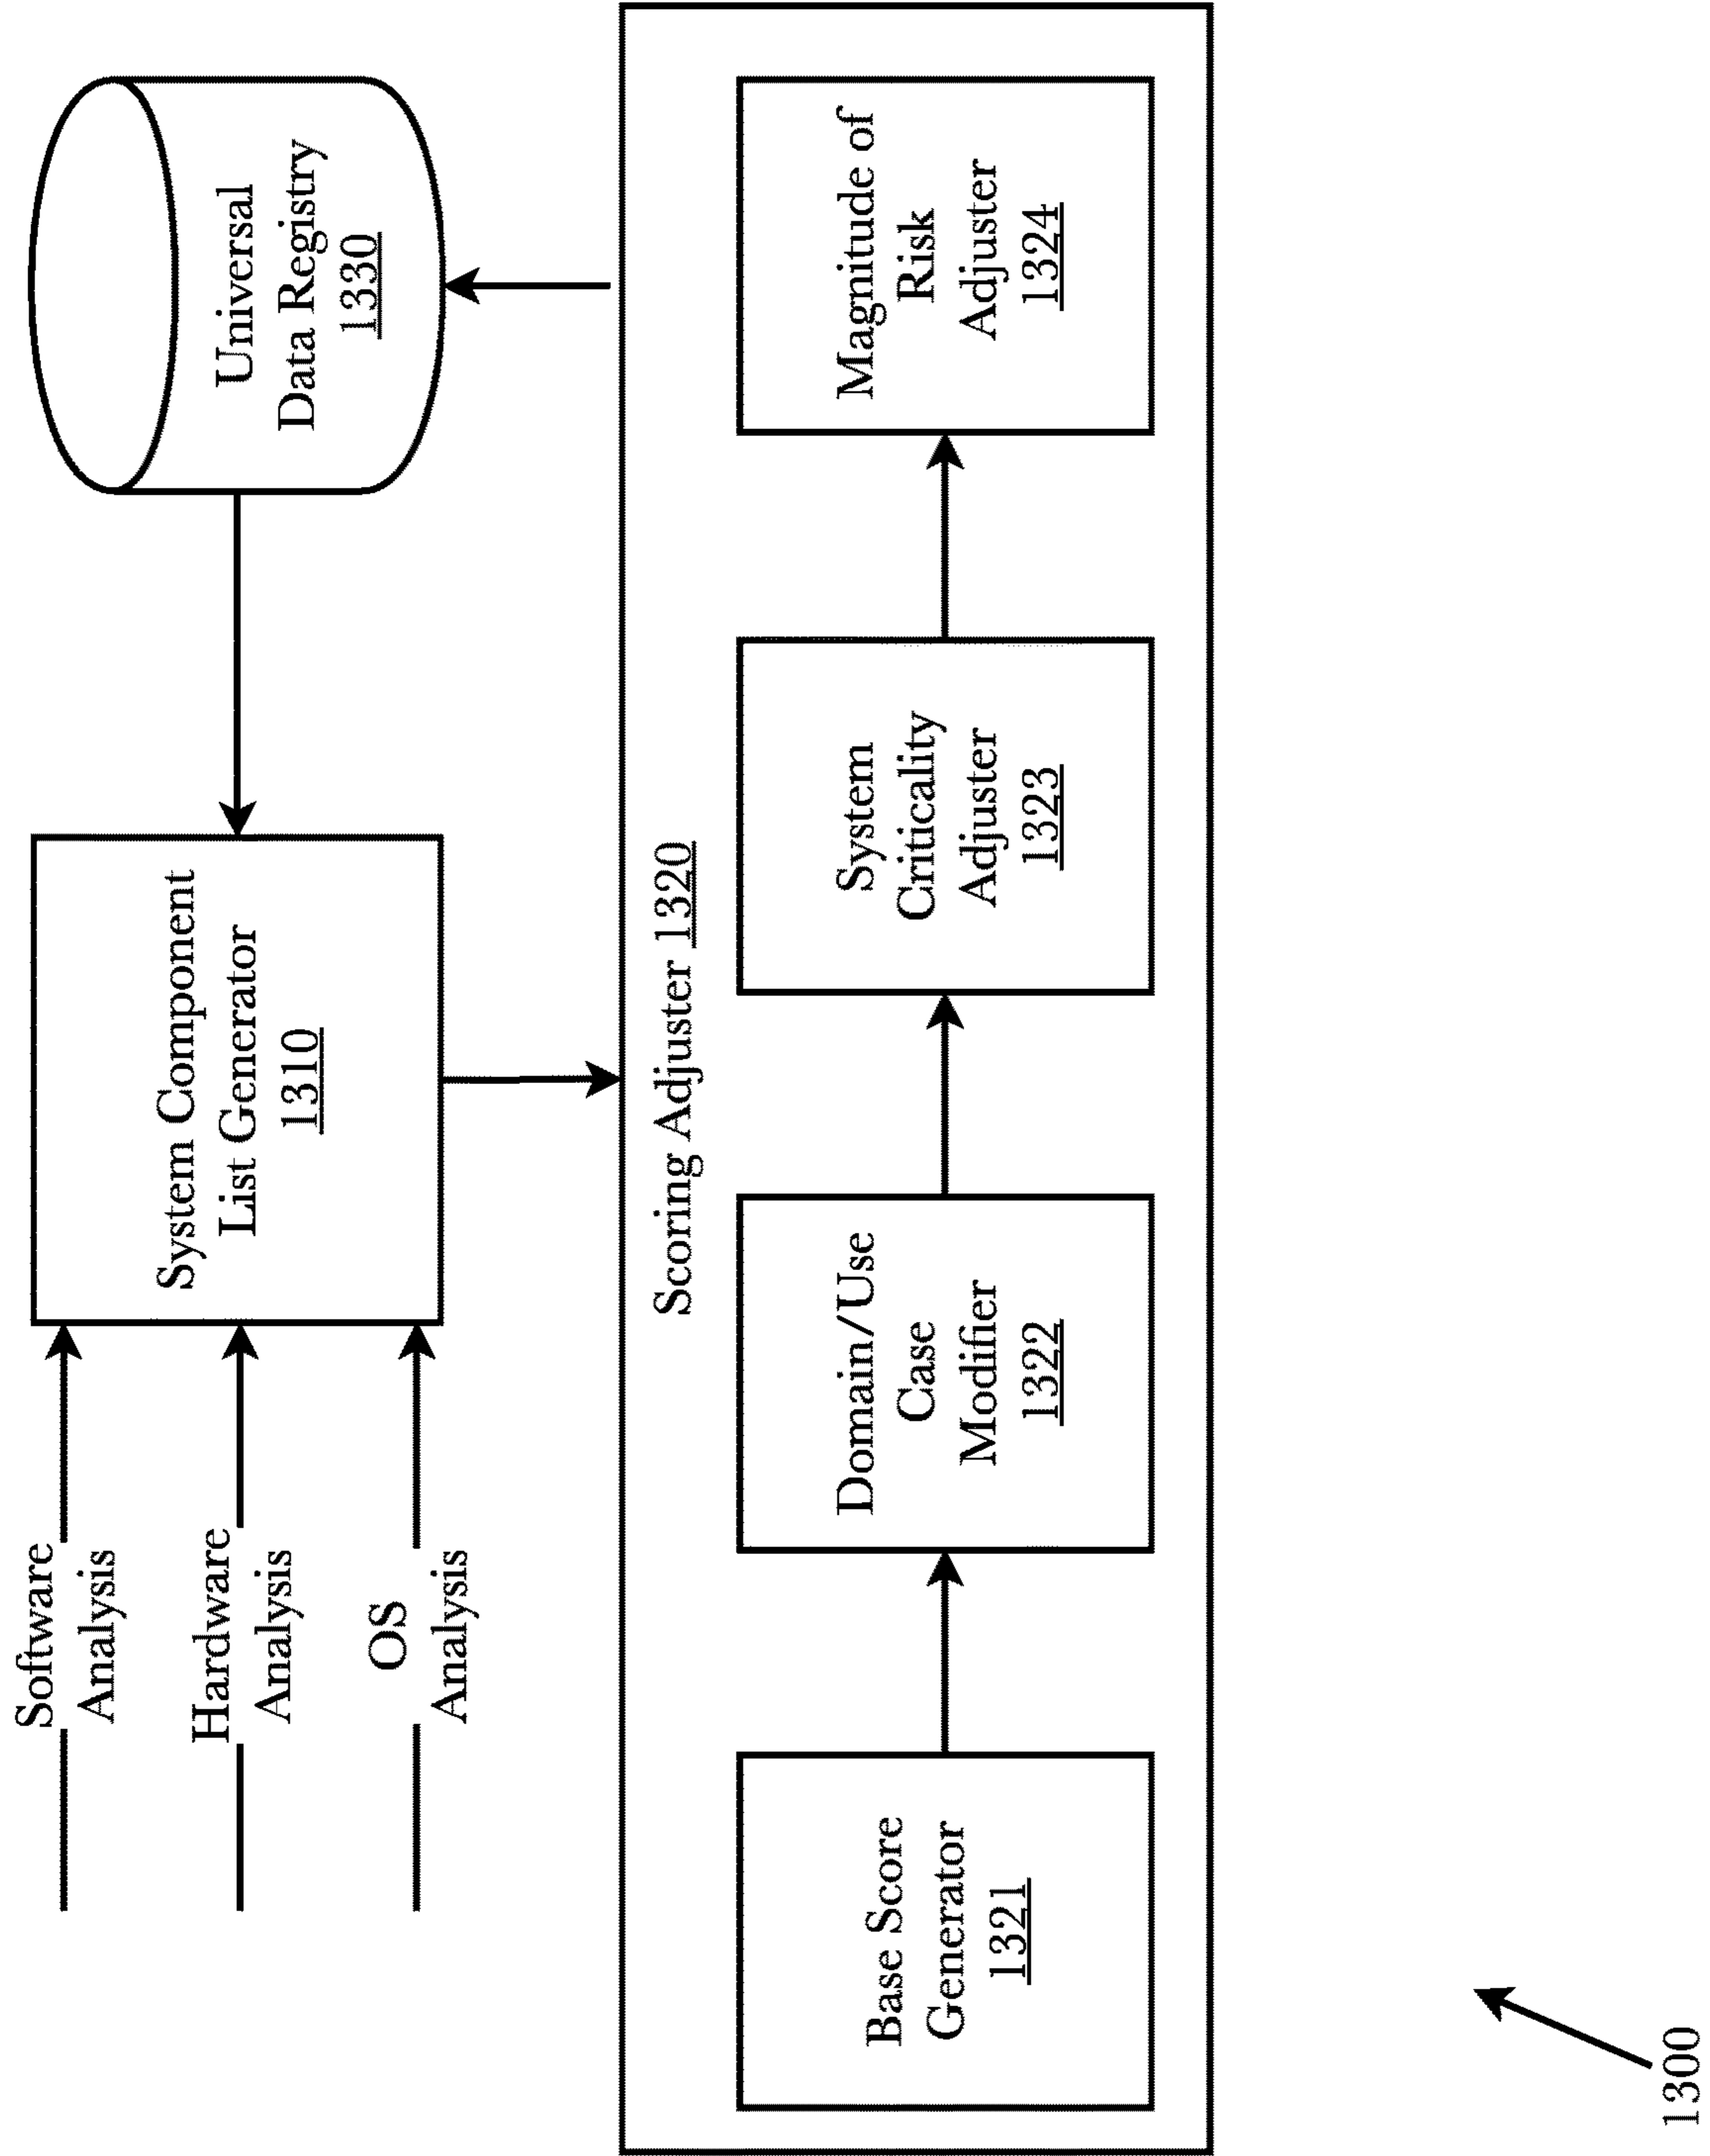 Software
Analysis
Hardware
Analysis
OS
Analysis
System Component
List Generator
1310
Universal
Data Registry
1330
Scoring Adjuster 1320
Base Score
Generator
1321
Domain/Use
Case
Modifier
1322
System
Criticality
Adjuster
1323
Magnitude of
Risk
Adjuster
1324
1300